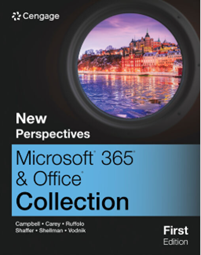 Cengage
New
Perspectives
Microsoft® 365®
& Office®
Collection
Campbell • Carey • Ruffolo
Shaffer • Shellman • Vodnik
First
Edition